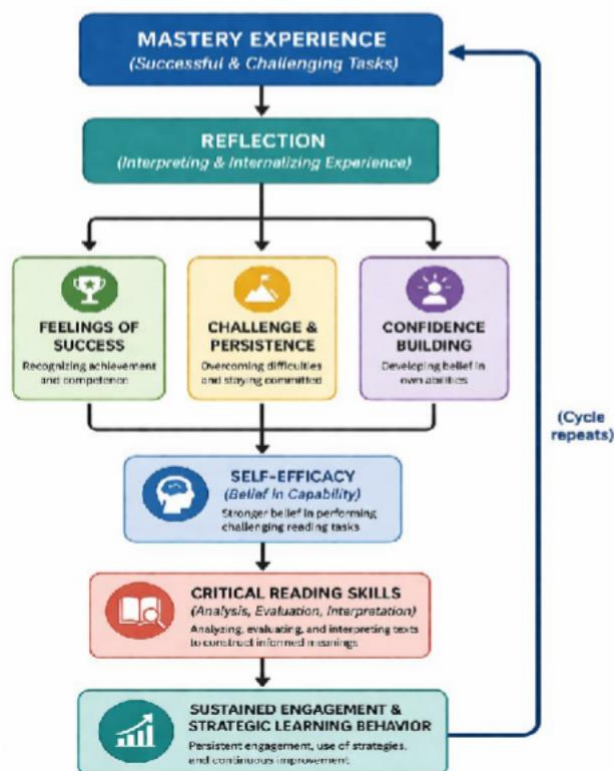 MASTERY EXPERIENCE
(Successful & Challenging Tasks)
REFLECTION
(Interpreting & Internalizing Experience)
FEELINGS OF
SUCCESS
Recognizing achievement
and competence
CHALLENGE &
PERSISTENCE
Overcoming difficulties
and staying committed
CONFIDENCE
BUILDING
Developing belief in
own abilities
(Cycle
repeats)
SELF-EFFICACY
(Belief in Capability)
Stronger belief in performing
challenging reading tasks
CRITICAL READING SKILLS
(Analysis, Evaluation, Interpretation)
Analyzing, evaluating, and interpreting texts
to construct informed meanings
SUSTAINED ENGAGEMENT &
STRATEGIC LEARNING BEHAVIOR
Persistent engagement, use of strategies,
and continuous improvement